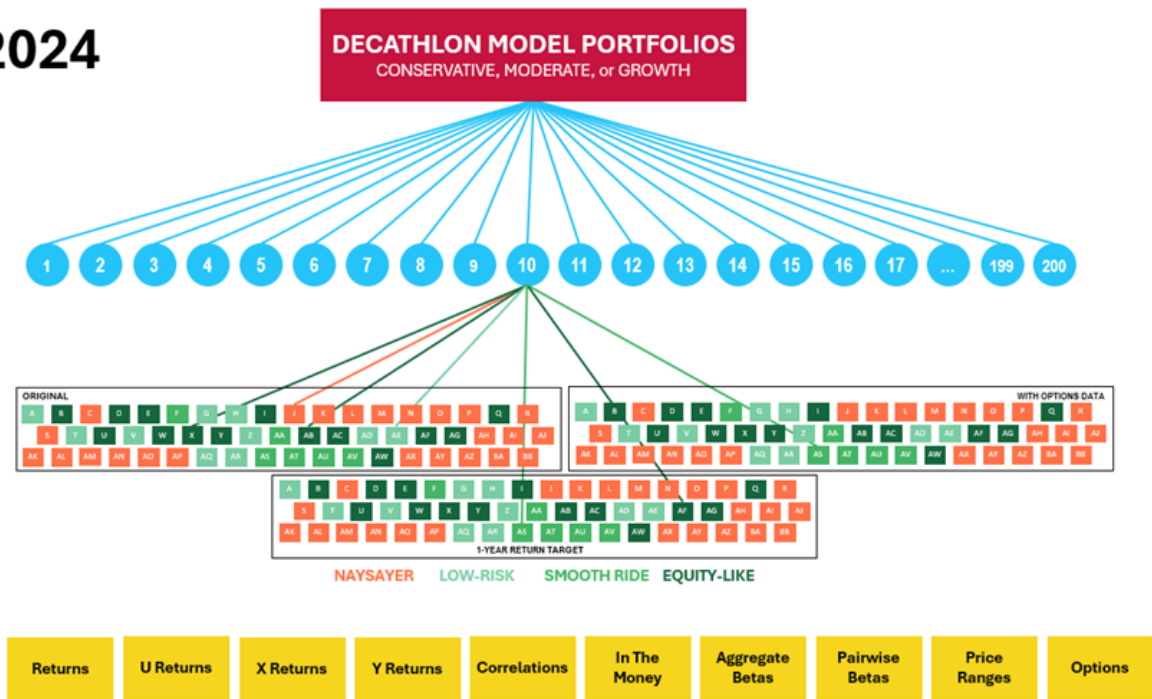 2024
DECATHLON MODEL PORTFOLIOS
CONSERVATIVE, MODERATE, or GROWTH
1 2 3 4 5 6 7 8 9 10 11 12 13 14 15 16 17 ... 199 200
ORIGINAL
A B C D E F G H I J K L M N O P Q R
S T U V W X Y Z AA AB AC AD AE AF AG AH AI AJ
AK AL AM AN AO AP AQ AR AS AT AU AV AW AX AY AZ BA BB
WITH OPTIONS DATA
A B C D E F G H I J K L M N O P Q R
S T U V W X Y Z AA AB AC AD AE AF AG AH AI AJ
AK AL AM AN AO AP AQ AR AS AT AU AV AW AX AY AZ BA BB
A B C D E F G H I J K L M N O P Q R
S T U V W X Y Z AA AB AC AD AE AF AG AH AI AJ
AK AL AM AN AO AP AQ AR AS AT AU AV AW AX AY AZ BA BB
1-YEAR RETURN TARGET
NAYSAYER LOW-RISK SMOOTH RIDE EQUITY-LIKE
Returns
U Returns
X Returns
Y Returns
Correlations
In The
Money
Aggregate
Betas
Pairwise
Betas
Price
Ranges
Options